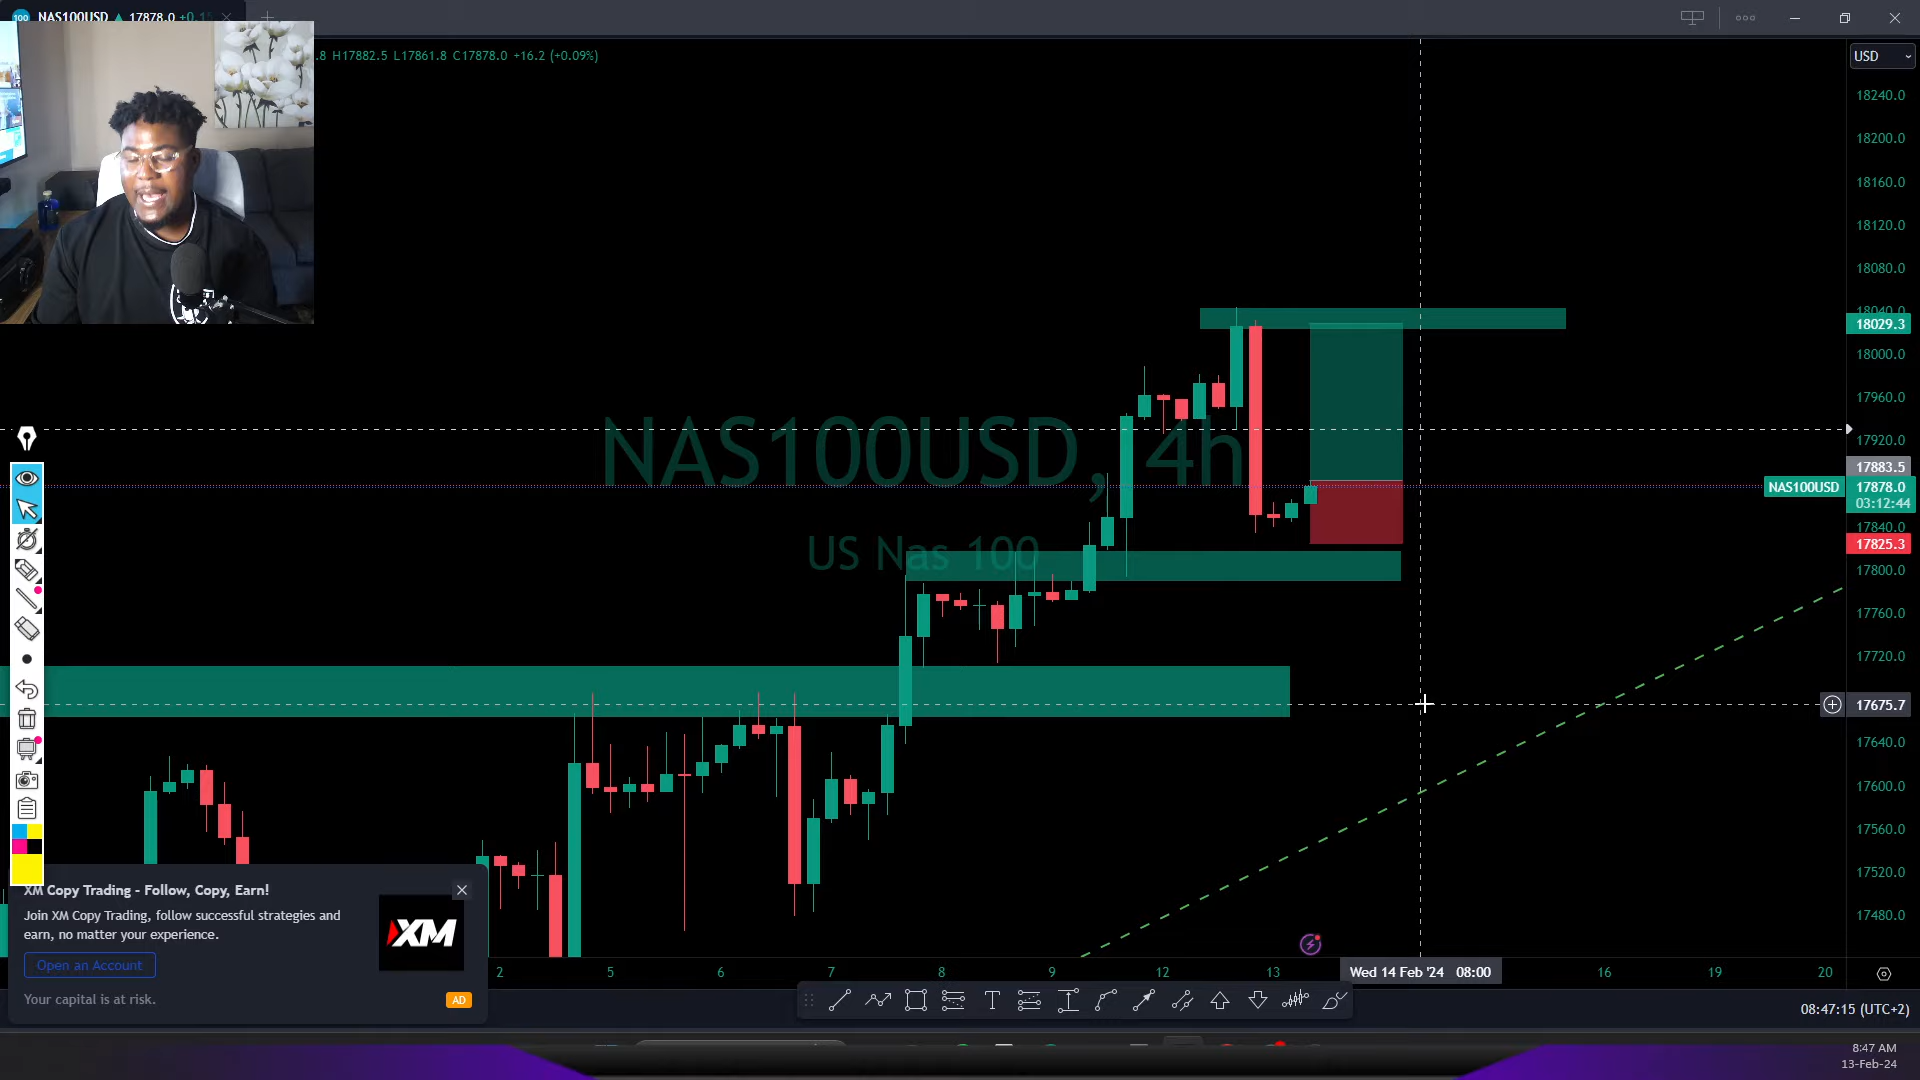 100 NAS100USD ▲ 17878.0
.8 H17882.5 L17861.8 C17878.0 +16.2 (+0.09%)
USD
18240.0
18200.0
18160.0
18120.0
18080.0
18040.0
18029.3
18000.0
17960.0
17920.0
17883.5
NAS100USD 17878.0
03:12:44
17840.0
17825.3
17800.0
17760.0
17720.0
17675.7
17640.0
17600.0
17560.0
17520.0
17480.0
NAS100USD, 4h
US Nas 100
XM Copy Trading - Follow, Copy, Earn!
Join XM Copy Trading, follow successful strategies and
earn, no matter your experience.
XM
Open an Account
Your capital is at risk.
AD
2 5 6 7 8 9 12 13 Wed 14 Feb '24 08:00 16 19 20
08:47:15 (UTC+2)
8:47 AM
13-Feb-24